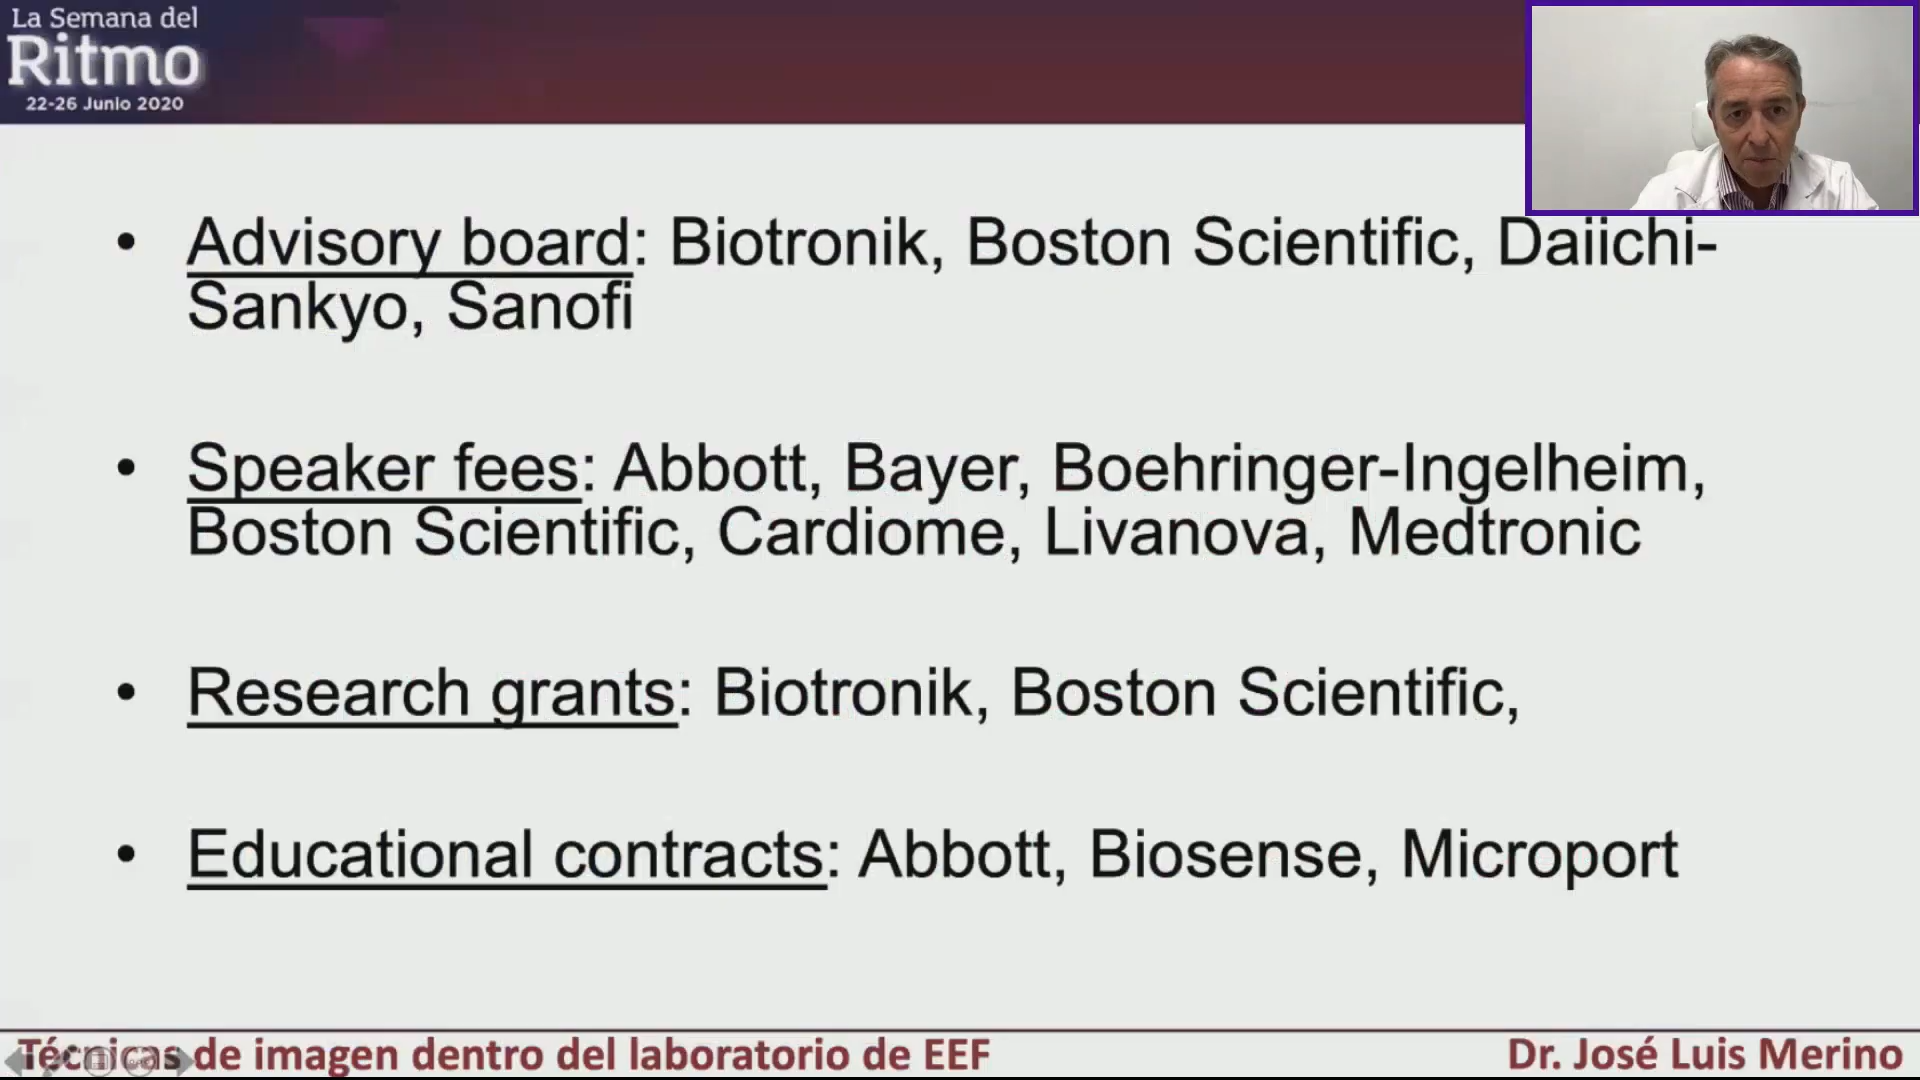 La Semana del
Ritmo
22-26 Junio 2020
• Advisory board: Biotronik, Boston Scientific, Daiichi-
Sankyo, Sanofi
• Speaker fees: Abbott, Bayer, Boehringer-Ingelheim,
Boston Scientific, Cardiome, Livanova, Medtronic
• Research grants: Biotronik, Boston Scientific,
• Educational contracts: Abbott, Biosense, Microport
Técnicas de imagen dentro del laboratorio de EEF
Dr. José Luis Merino